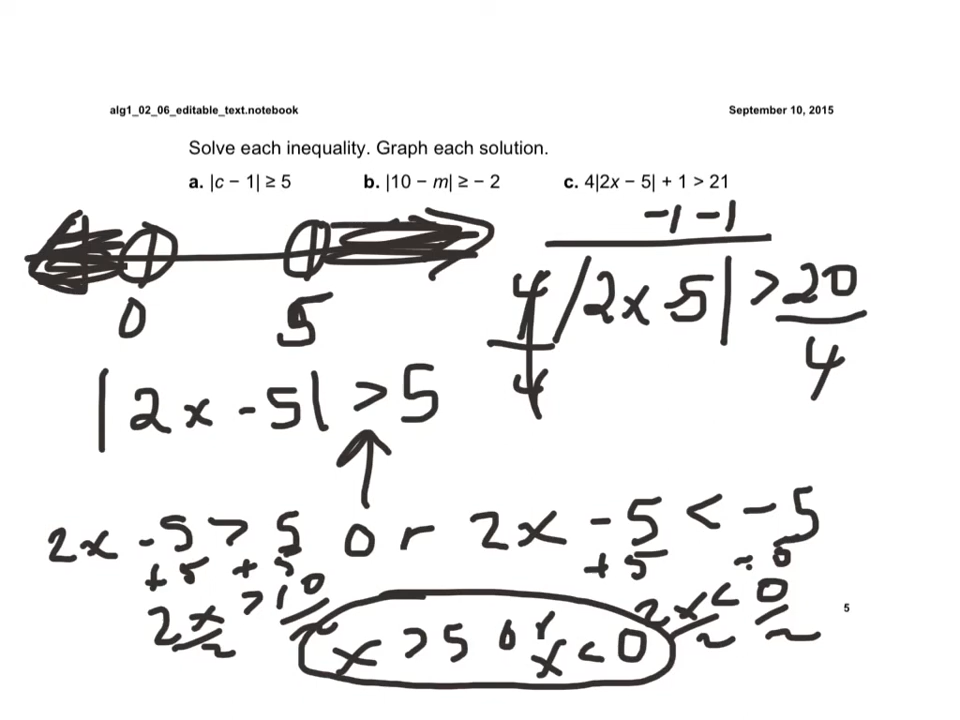 alg1_02_06_editable_text.notebook September 10, 2015
Solve each inequality. Graph each solution.
a. |c − 1| ≥ 5 b. |10 − m| ≥ − 2 c. 4|2x − 5| + 1 > 21
-1 -1
0 5
4|2x 5| > 20
4 4
|2x -5| > 5
2x -5 > 5 or 2x -5 < -5
+5 +5 +5
2x > 10 2x < 0
2 2 2
x > 5 or x < 0
5